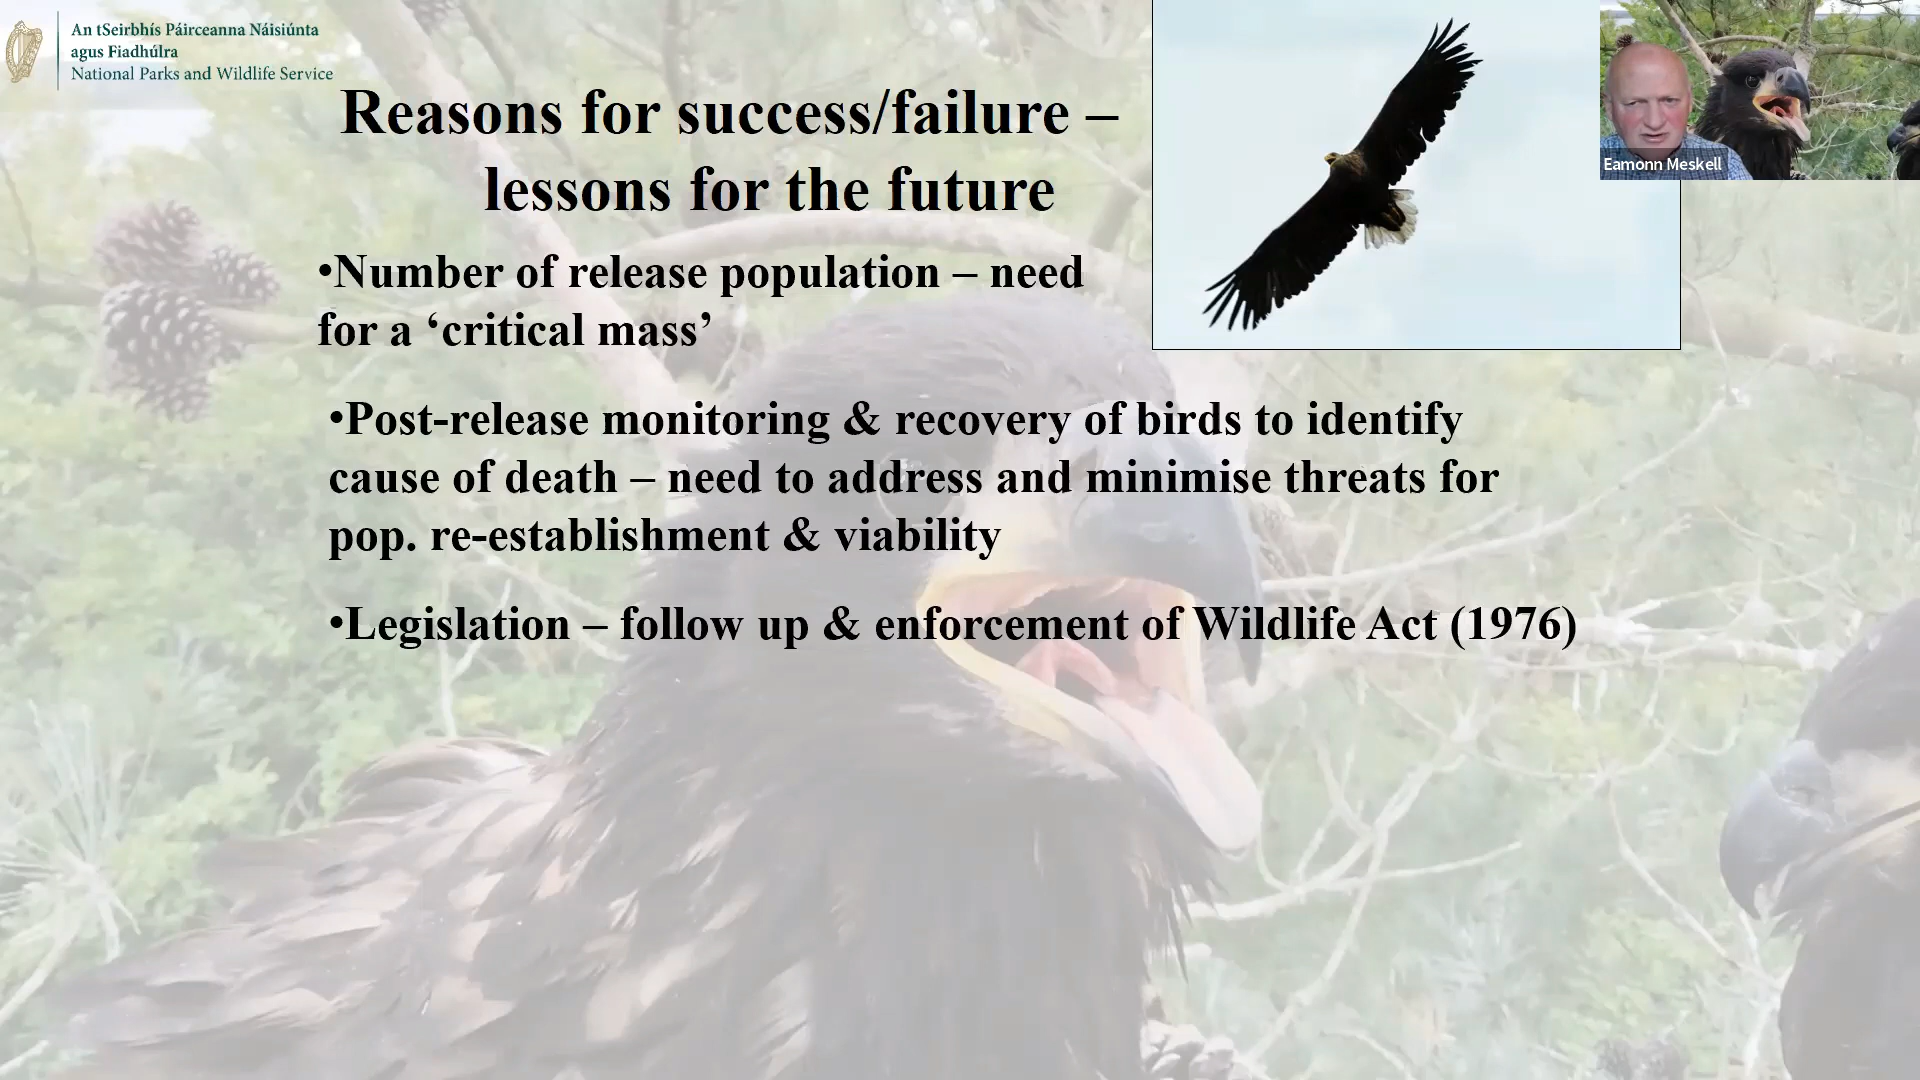 An tSeirbhís Páirceanna Náisiúnta
agus Fiadhúlra
National Parks and Wildlife Service
Reasons for success/failure –
lessons for the future
Eamonn Meskell
•Number of release population – need
for a ‘critical mass’
•Post-release monitoring & recovery of birds to identify
cause of death – need to address and minimise threats for
pop. re-establishment & viability
•Legislation – follow up & enforcement of Wildlife Act (1976)